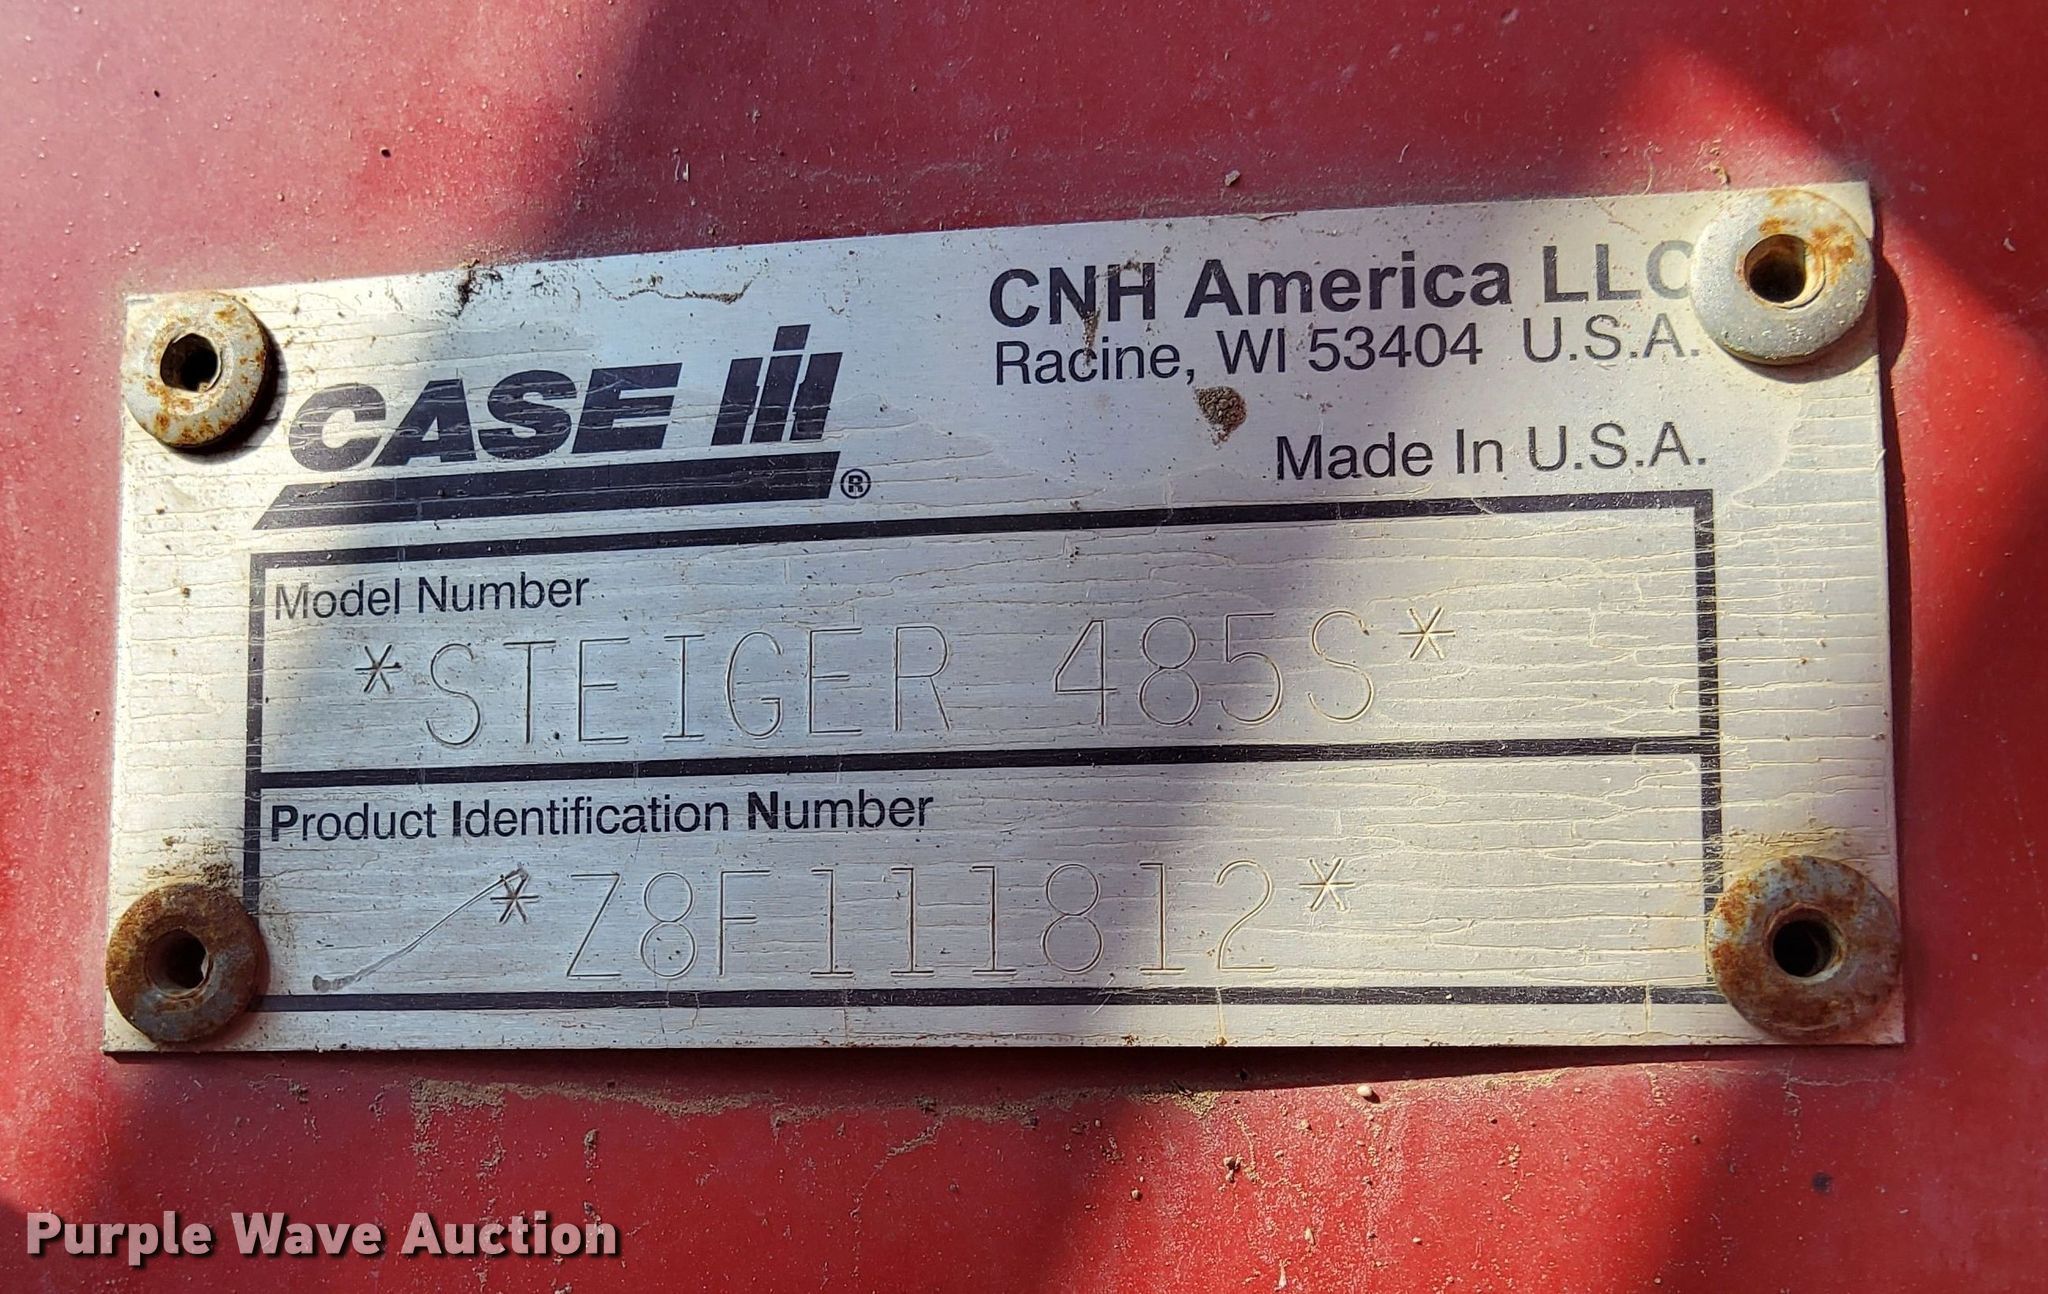 CASE IH ®
CNH America LLC
Racine, WI 53404 U.S.A.
Made In U.S.A.
Model Number
*STEIGER 485S*
Product Identification Number
*Z8F111812*
Purple Wave Auction